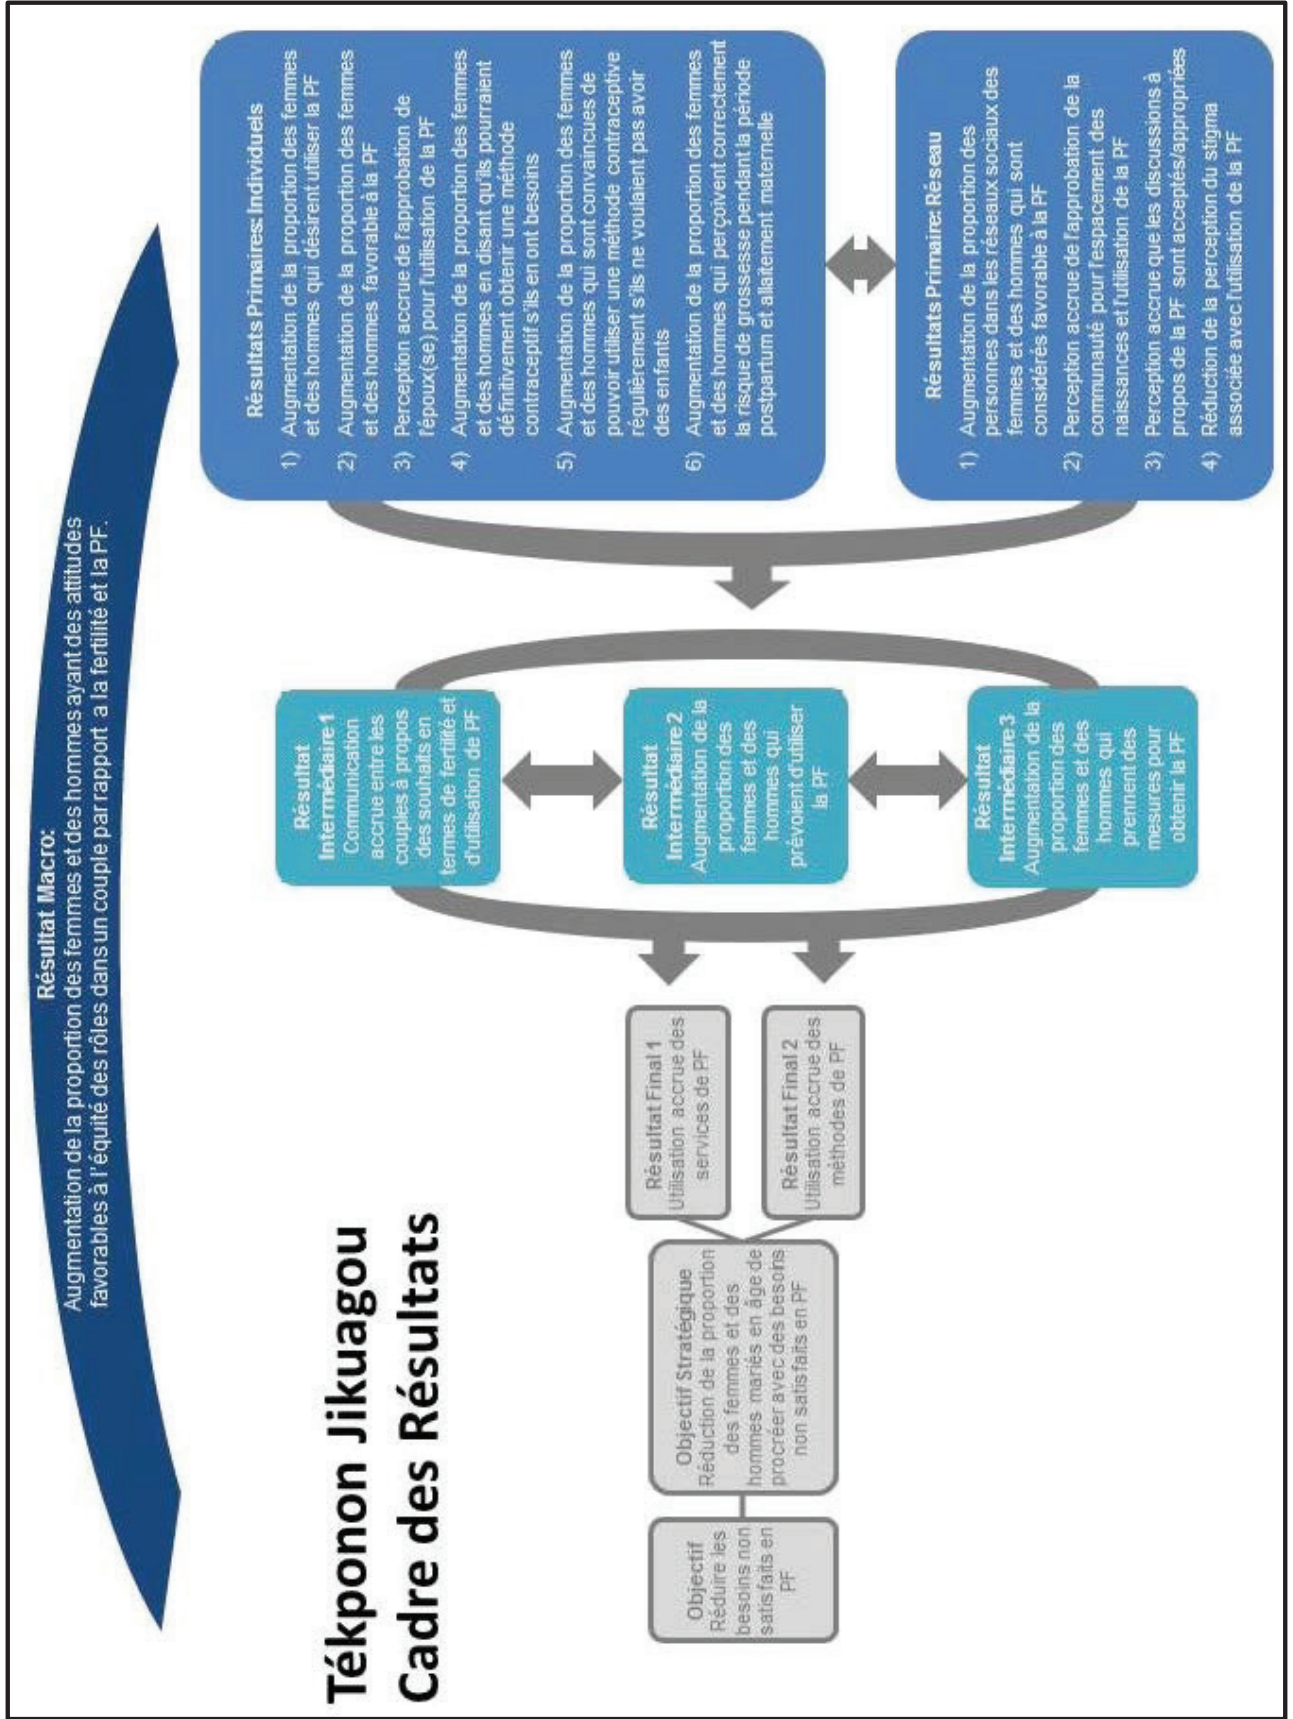 Résultat Macro:
Augmentation de la proportion des femmes et des hommes ayant des attitudes
favorables à l'équité des rôles dans un couple par rapport a la fertilité et la PF.
Tékponon Jikuagou
Cadre des Résultats
Objectif
Réduire les
besoins non
satisfaits en
PF
Objectif Stratégique
Réduction de la proportion
des femmes et des
hommes mariés en âge de
procréer avec des besoins
non satisfaits en PF
Résultat Final 1
Utilisation accrue des
services de PF
Résultat Final 2
Utilisation accrue des
méthodes de PF
Résultat
Intermédiaire 1
Communication
accrue entre les
couples à propos
des souhaits en
termes de fertilité et
d'utilisation de PF
Résultat
Intermédiaire 2
Augmentation de la
proportion des
femmes et des
hommes qui
prévoient d'utiliser
la PF
Résultat
Intermédiaire 3
Augmentation de la
proportion des
femmes et des
hommes qui
prennent des
mesures pour
obtenir la PF
Résultats Primaires: Individuels
1) Augmentation de la proportion des femmes
et des hommes qui désirent utiliser la PF
2) Augmentation de la proportion des femmes
et des hommes favorable à la PF
3) Perception accrue de l'approbation de
l'époux(se) pour l'utilisation de la PF
4) Augmentation de la proportion des femmes
et des hommes en disant qu'ils pourraient
définitivement obtenir une méthode
contraceptif s'ils en ont besoins
5) Augmentation de la proportion des femmes
et des hommes qui sont convaincues de
pouvoir utiliser une méthode contraceptive
régulièrement s'ils ne voulaient pas avoir
des enfants
6) Augmentation de la proportion des femmes
et des hommes qui perçoivent correctement
la risque de grossesse pendant la période
postpartum et allaitement maternelle
Résultats Primaire: Réseau
1) Augmentation de la proportion des
personnes dans les réseaux sociaux des
femmes et des hommes qui sont
considérés favorable à la PF
2) Perception accrue de l'approbation de la
communauté pour l'espacement des
naissances et l'utilisation de la PF
3) Perception accrue que les discussions à
propos de la PF sont acceptées/appropriées
4) Réduction de la perception du stigma
associée avec l'utilisation de la PF